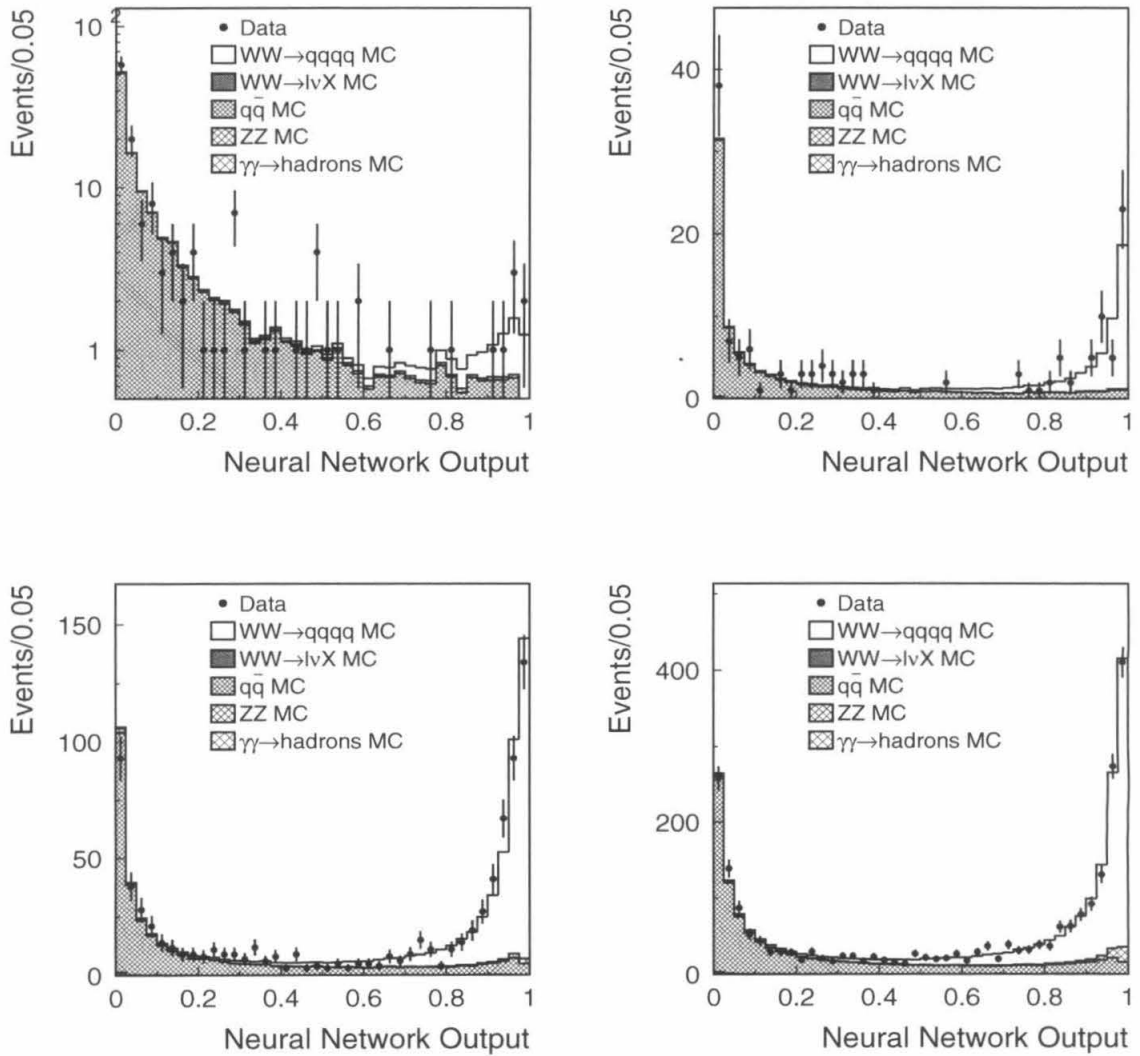 Events/0.05
10 2
10
1
Data
WW→qqqq MC
WW→lνX MC
qq̄ MC
ZZ MC
γγ→hadrons MC
0 0.2 0.4 0.6 0.8 1
Neural Network Output
Events/0.05
40
20
0
Data
WW→qqqq MC
WW→lνX MC
qq̄ MC
ZZ MC
γγ→hadrons MC
0 0.2 0.4 0.6 0.8 1
Neural Network Output
Events/0.05
150
100
50
0
Data
WW→qqqq MC
WW→lνX MC
qq̄ MC
ZZ MC
γγ→hadrons MC
0 0.2 0.4 0.6 0.8 1
Neural Network Output
Events/0.05
400
200
0
Data
WW→qqqq MC
WW→lνX MC
qq̄ MC
ZZ MC
γγ→hadrons MC
0 0.2 0.4 0.6 0.8 1
Neural Network Output